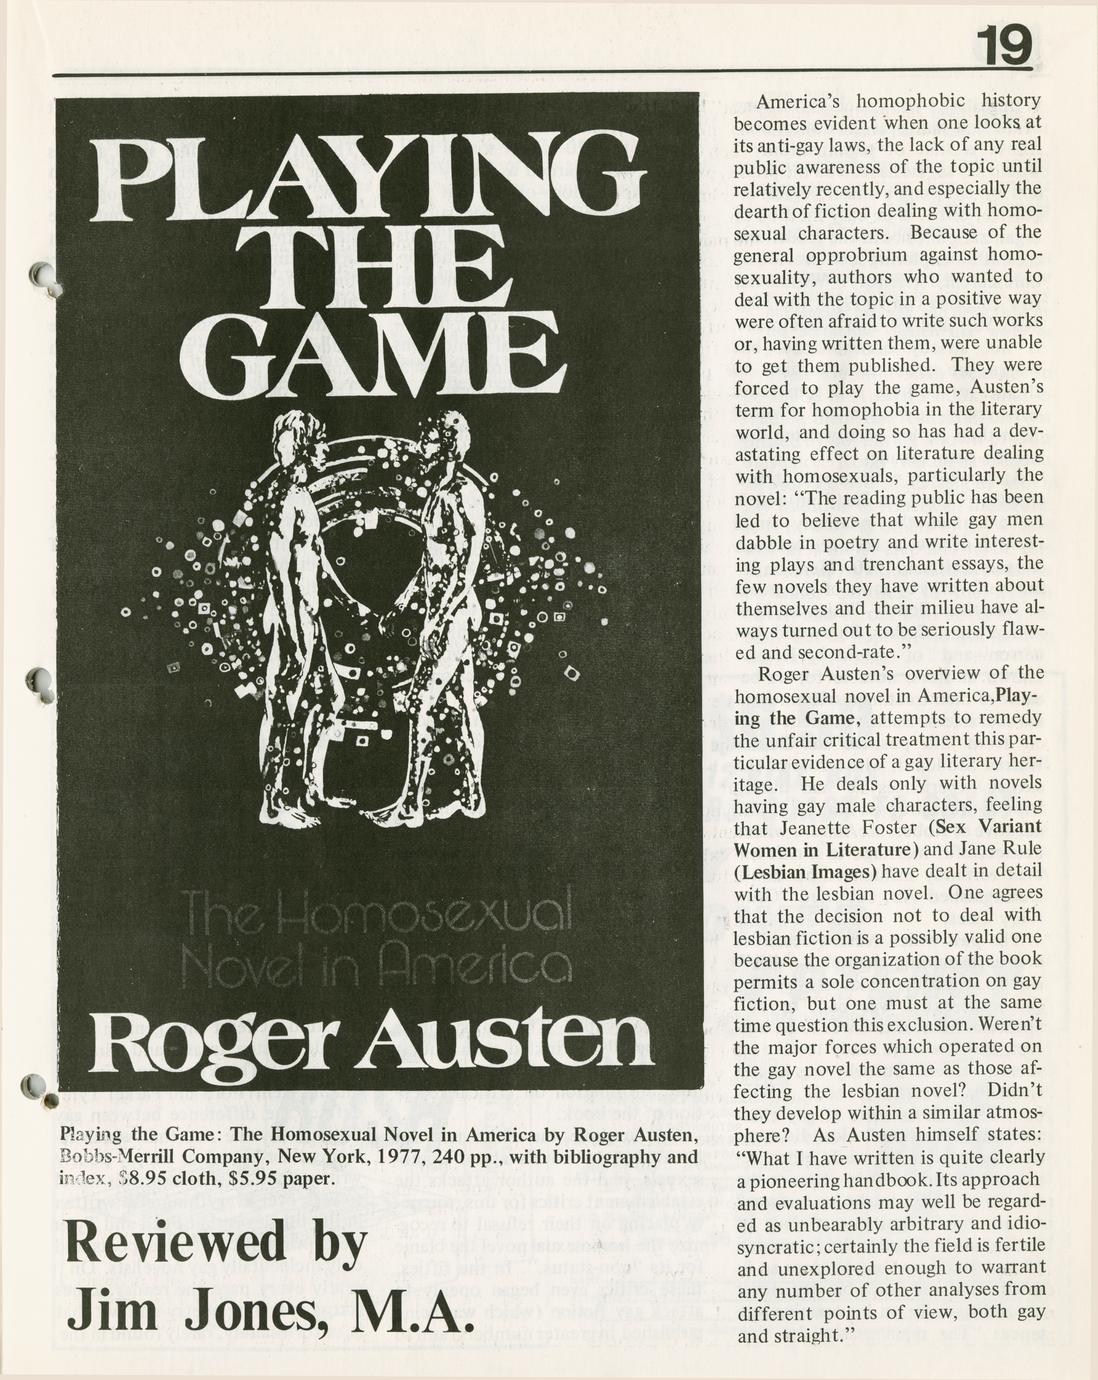 19
PLAYING
THE
GAME
The Homosexual
Novel in America
Roger Austen
Playing the Game: The Homosexual Novel in America by Roger Austen,
Bobbs-Merrill Company, New York, 1977, 240 pp., with bibliography and
index, $8.95 cloth, $5.95 paper.
Reviewed by
Jim Jones, M.A.
America's homophobic history
becomes evident when one looks at
its anti-gay laws, the lack of any real
public awareness of the topic until
relatively recently, and especially the
dearth of fiction dealing with homo-
sexual characters. Because of the
general opprobrium against homo-
sexuality, authors who wanted to
deal with the topic in a positive way
were often afraid to write such works
or, having written them, were unable
to get them published. They were
forced to play the game, Austen's
term for homophobia in the literary
world, and doing so has had a dev-
astating effect on literature dealing
with homosexuals, particularly the
novel: "The reading public has been
led to believe that while gay men
dabble in poetry and write interest-
ing plays and trenchant essays, the
few novels they have written about
themselves and their milieu have al-
ways turned out to be seriously flaw-
ed and second-rate."
Roger Austen's overview of the
homosexual novel in America,Play-
ing the Game, attempts to remedy
the unfair critical treatment this par-
ticular evidence of a gay literary her-
itage. He deals only with novels
having gay male characters, feeling
that Jeanette Foster (Sex Variant
Women in Literature) and Jane Rule
(Lesbian Images) have dealt in detail
with the lesbian novel. One agrees
that the decision not to deal with
lesbian fiction is a possibly valid one
because the organization of the book
permits a sole concentration on gay
fiction, but one must at the same
time question this exclusion. Weren't
the major forces which operated on
the gay novel the same as those af-
fecting the lesbian novel? Didn't
they develop within a similar atmos-
phere? As Austen himself states:
"What I have written is quite clearly
a pioneering handbook. Its approach
and evaluations may well be regard-
ed as unbearably arbitrary and idio-
syncratic; certainly the field is fertile
and unexplored enough to warrant
any number of other analyses from
different points of view, both gay
and straight."